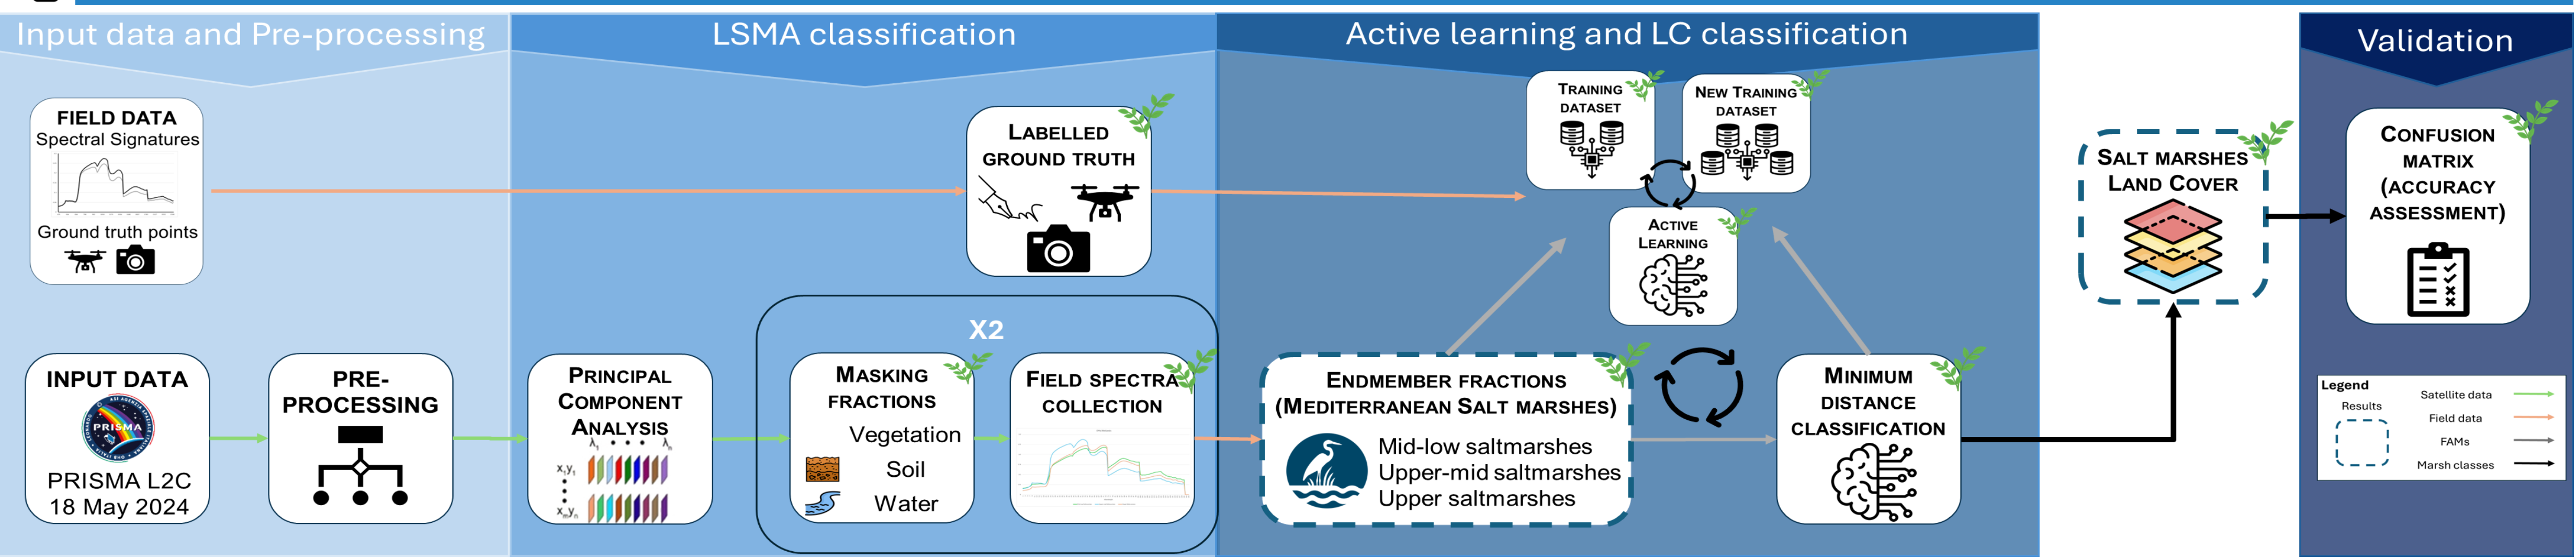 Input data and Pre-processing
LSMA classification
Active learning and LC classification
Validation
FIELD DATA
Spectral Signatures
Ground truth points
LABELLED
GROUND TRUTH
TRAINING
DATASET
NEW TRAINING
DATASET
ACTIVE
LEARNING
SALT MARSHES
LAND COVER
CONFUSION
MATRIX
(ACCURACY
ASSESSMENT)
INPUT DATA
PRISMA
PRISMA L2C
18 May 2024
PRE-
PROCESSING
PRINCIPAL
COMPONENT
ANALYSIS
λ1 λn
x1y1
xmyn
X2
MASKING
FRACTIONS
Vegetation
Soil
Water
FIELD SPECTRA
COLLECTION
ENDMEMBER FRACTIONS
(MEDITERRANEAN SALT MARSHES)
Mid-low saltmarshes
Upper-mid saltmarshes
Upper saltmarshes
MINIMUM
DISTANCE
CLASSIFICATION
Legend
Results
Satellite data
Field data
FAMs
Marsh classes